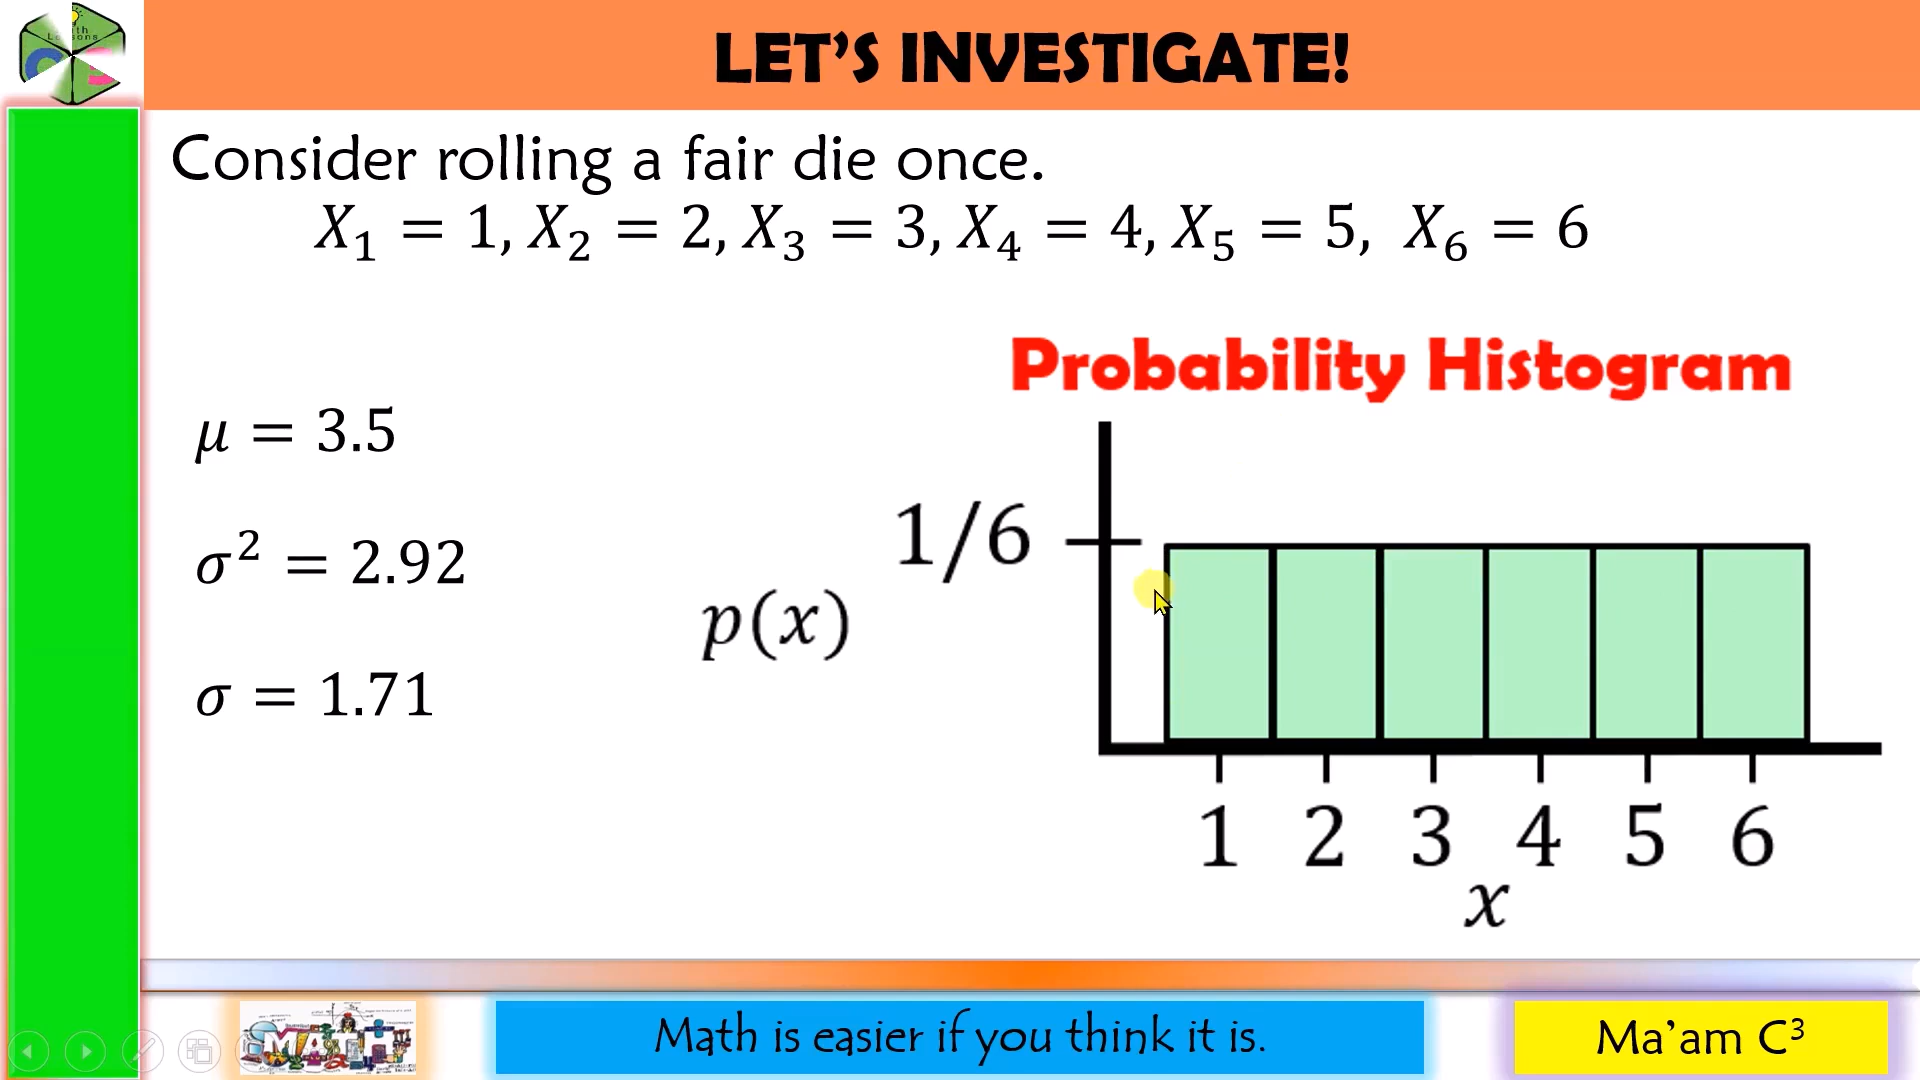 LET'S INVESTIGATE!
Consider rolling a fair die once.
X₁ = 1, X₂ = 2, X₃ = 3, X₄ = 4, X₅ = 5, X₆ = 6
Probability Histogram
μ = 3.5
1/6
σ² = 2.92
p(x)
σ = 1.71
1 2 3 4 5 6
x
MATH
Math is easier if you think it is.
Ma'am C³